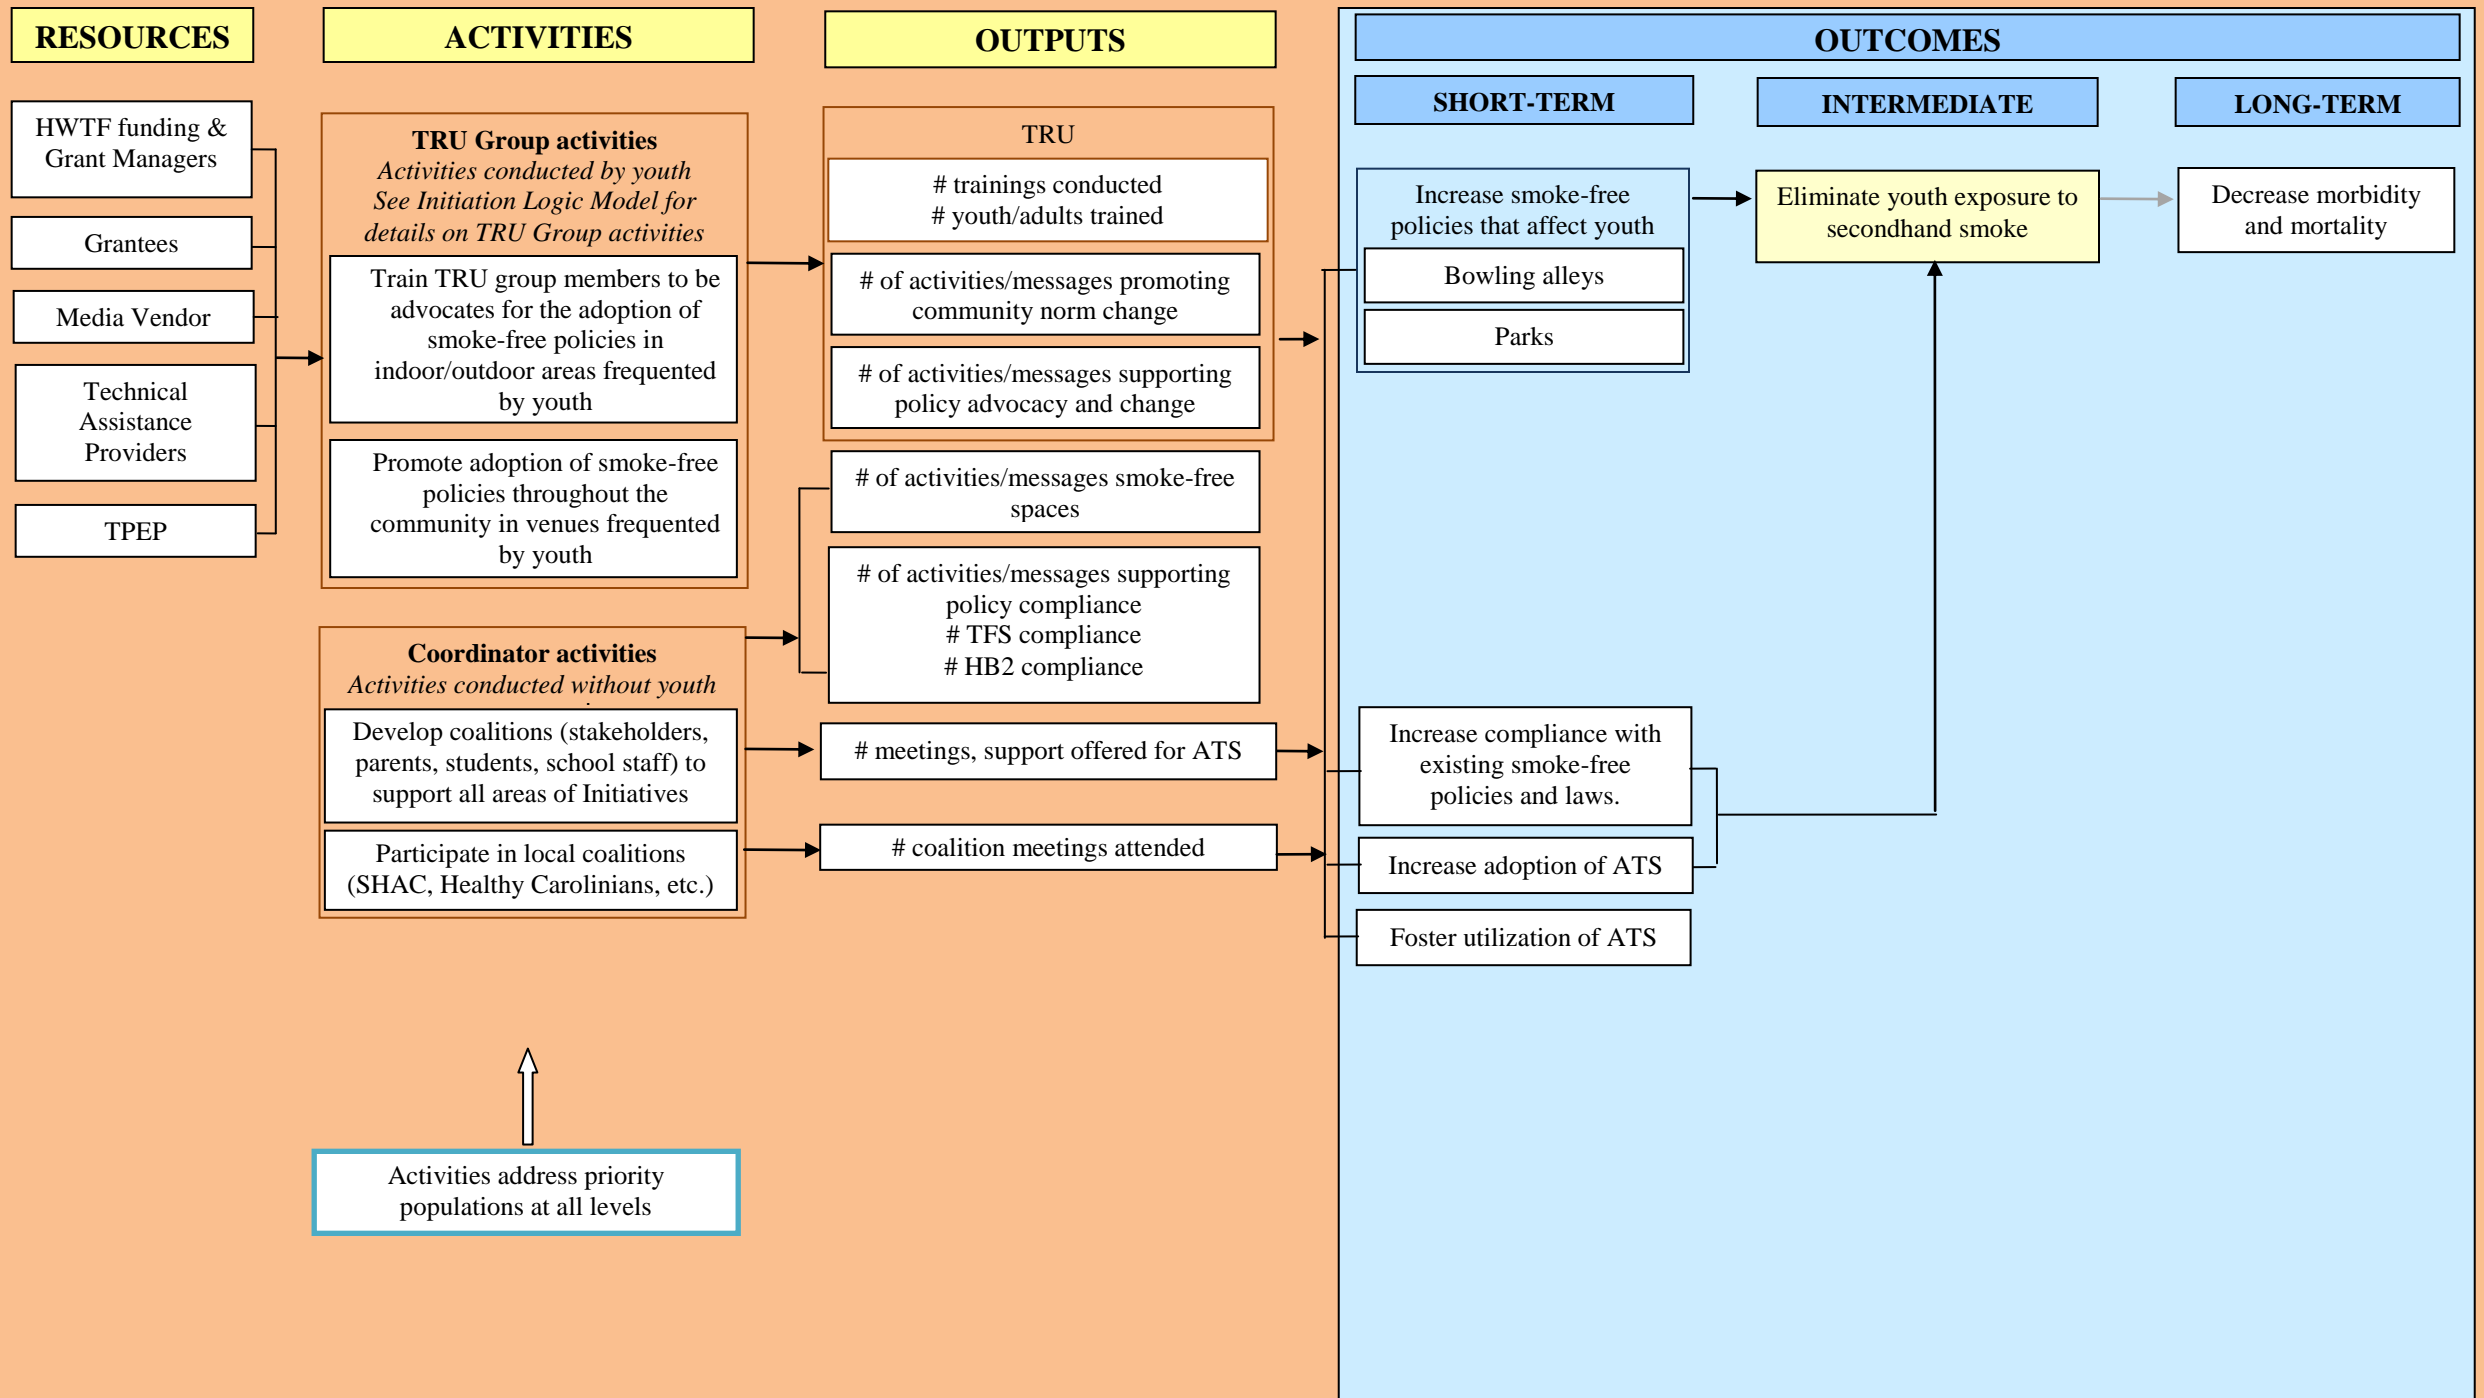 RESOURCES
HWTF funding &
Grant Managers
Grantees
Media Vendor
Technical
Assistance
Providers
TPEP
ACTIVITIES
TRU Group activities
Activities conducted by youth
See Initiation Logic Model for
details on TRU Group activities
Train TRU group members to be
advocates for the adoption of
smoke-free policies in
indoor/outdoor areas frequented
by youth
Promote adoption of smoke-free
policies throughout the
community in venues frequented
by youth
Coordinator activities
Activities conducted without youth
Develop coalitions (stakeholders,
parents, students, school staff) to
support all areas of Initiatives
Participate in local coalitions
(SHAC, Healthy Carolinians, etc.)
Activities address priority
populations at all levels
OUTPUTS
TRU
# trainings conducted
# youth/adults trained
# of activities/messages promoting
community norm change
# of activities/messages supporting
policy advocacy and change
# of activities/messages smoke-free
spaces
# of activities/messages supporting
policy compliance
# TFS compliance
# HB2 compliance
# meetings, support offered for ATS
# coalition meetings attended
OUTCOMES
SHORT-TERM
Increase smoke-free
policies that affect youth
Bowling alleys
Parks
Increase compliance with
existing smoke-free
policies and laws.
Increase adoption of ATS
Foster utilization of ATS
INTERMEDIATE
Eliminate youth exposure to
secondhand smoke
LONG-TERM
Decrease morbidity
and mortality